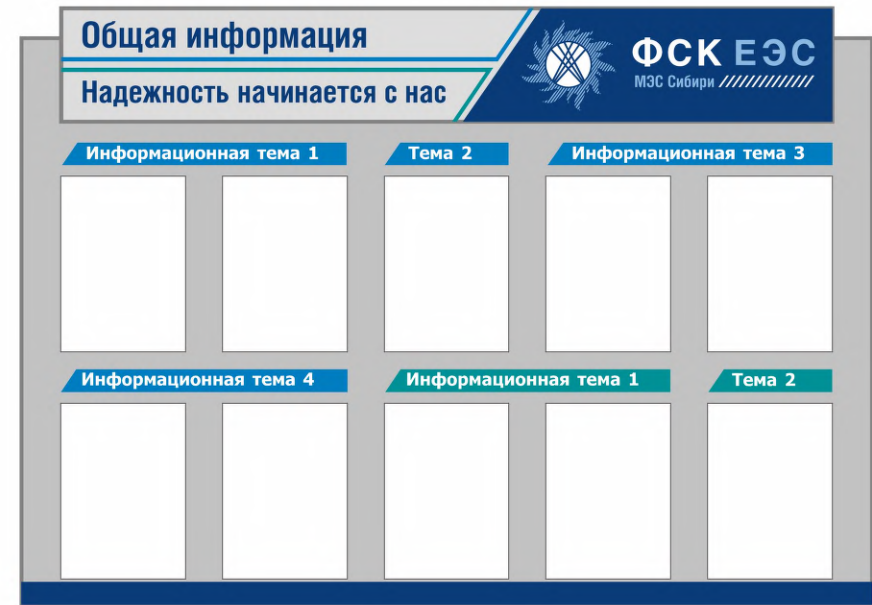 Общая информация
Надежность начинается с нас
ФСК ЕЭС
МЭС Сибири
Информационная тема 1
Тема 2
Информационная тема 3
Информационная тема 4
Информационная тема 1
Тема 2